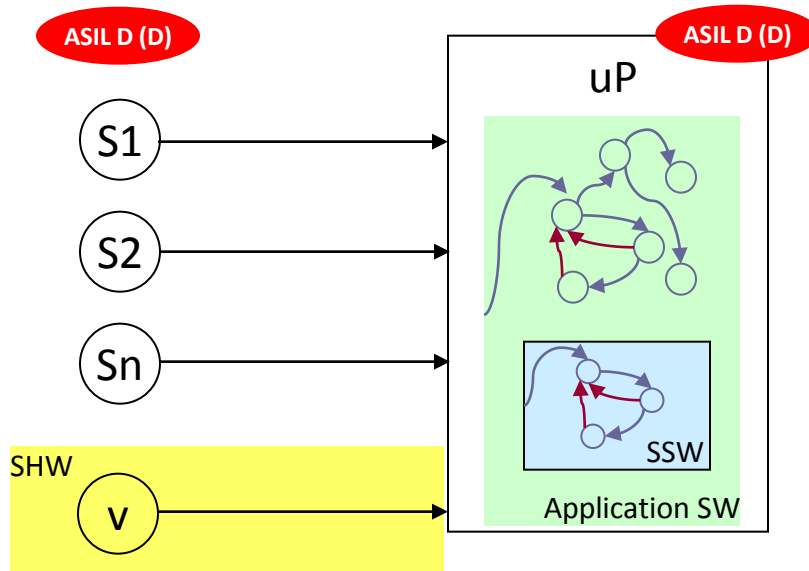 ASIL D (D)
ASIL D (D)
uP
S1
S2
Sn
SSW
SHW
v
Application SW